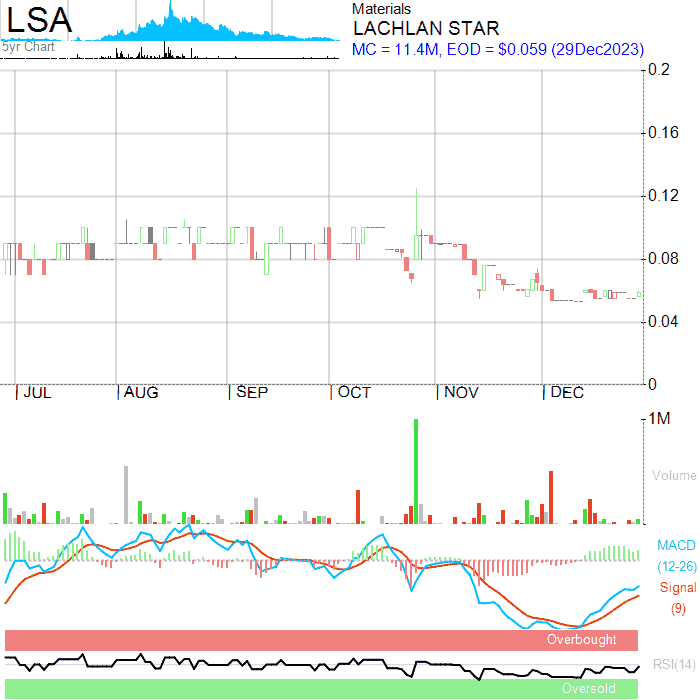 LSA
5yr Chart
Materials
LACHLAN STAR
MC = 11.4M, EOD = $0.059 (29Dec2023)
0.2
0.16
0.12
0.08
0.04
0
JUL AUG SEP OCT NOV DEC
1M
Volume
MACD
(12-26)
Signal
(9)
Overbought
RSI(14)
Oversold